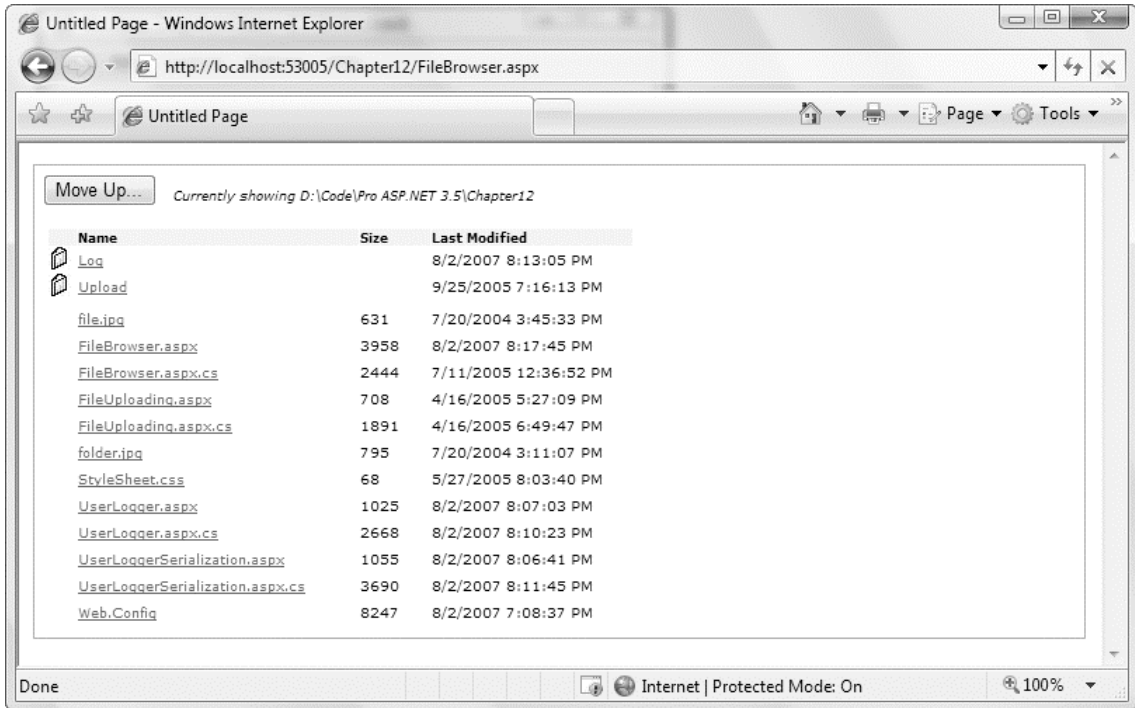 Untitled Page - Windows Internet Explorer
http://localhost:53005/Chapter12/FileBrowser.aspx
Untitled Page
Page
Tools
Move Up...
Currently showing D:\Code\Pro ASP.NET 3.5\Chapter12
Name Size Last Modified
Log 8/2/2007 8:13:05 PM
Upload 9/25/2005 7:16:13 PM
file.jpg 631 7/20/2004 3:45:33 PM
FileBrowser.aspx 3958 8/2/2007 8:17:45 PM
FileBrowser.aspx.cs 2444 7/11/2005 12:36:52 PM
FileUploading.aspx 708 4/16/2005 5:27:09 PM
FileUploading.aspx.cs 1891 4/16/2005 6:49:47 PM
folder.jpg 795 7/20/2004 3:11:07 PM
StyleSheet.css 68 5/27/2005 8:03:40 PM
UserLogger.aspx 1025 8/2/2007 8:07:03 PM
UserLogger.aspx.cs 2668 8/2/2007 8:10:23 PM
UserLoggerSerialization.aspx 1055 8/2/2007 8:06:41 PM
UserLoggerSerialization.aspx.cs 3690 8/2/2007 8:11:45 PM
Web.Config 8247 8/2/2007 7:08:37 PM
Done
Internet | Protected Mode: On
100%